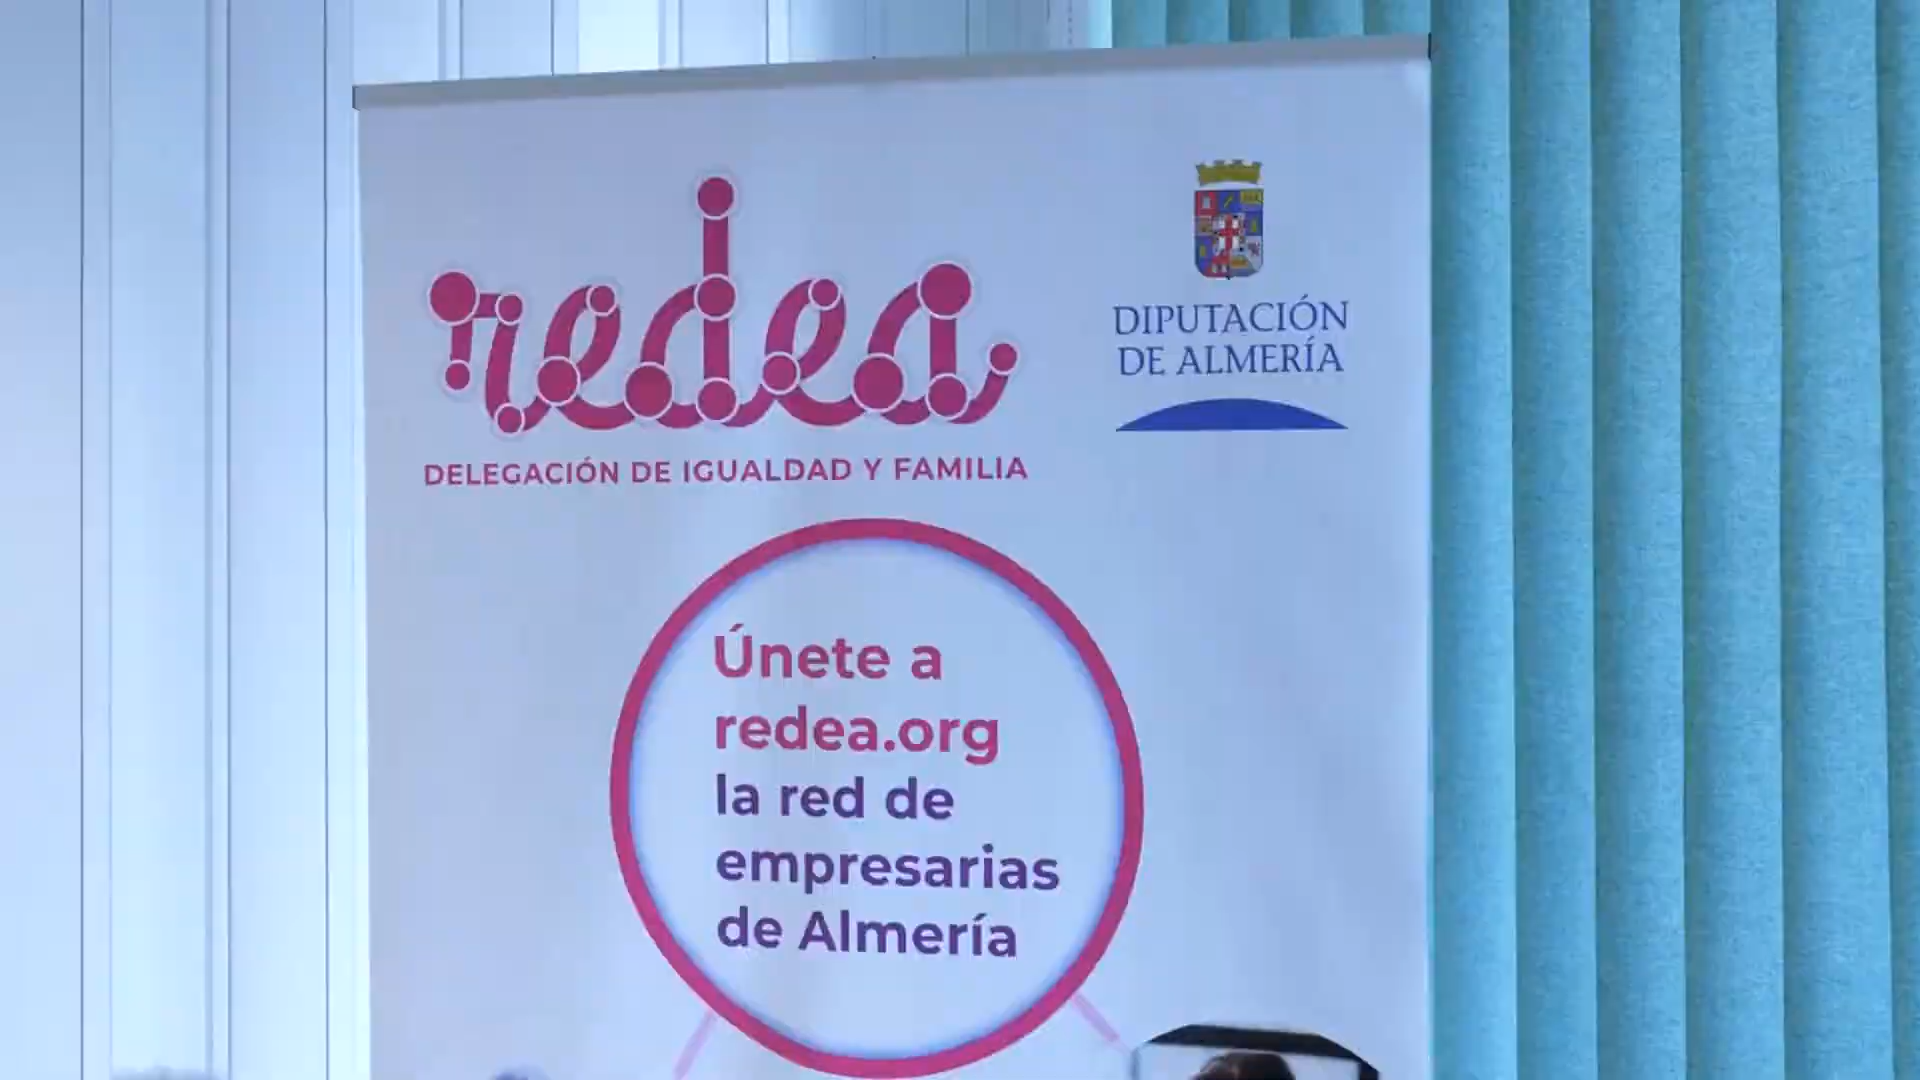 redea
DELEGACIÓN DE IGUALDAD Y FAMILIA
DIPUTACIÓN
DE ALMERÍA
Únete a
redea.org
la red de
empresarias
de Almería